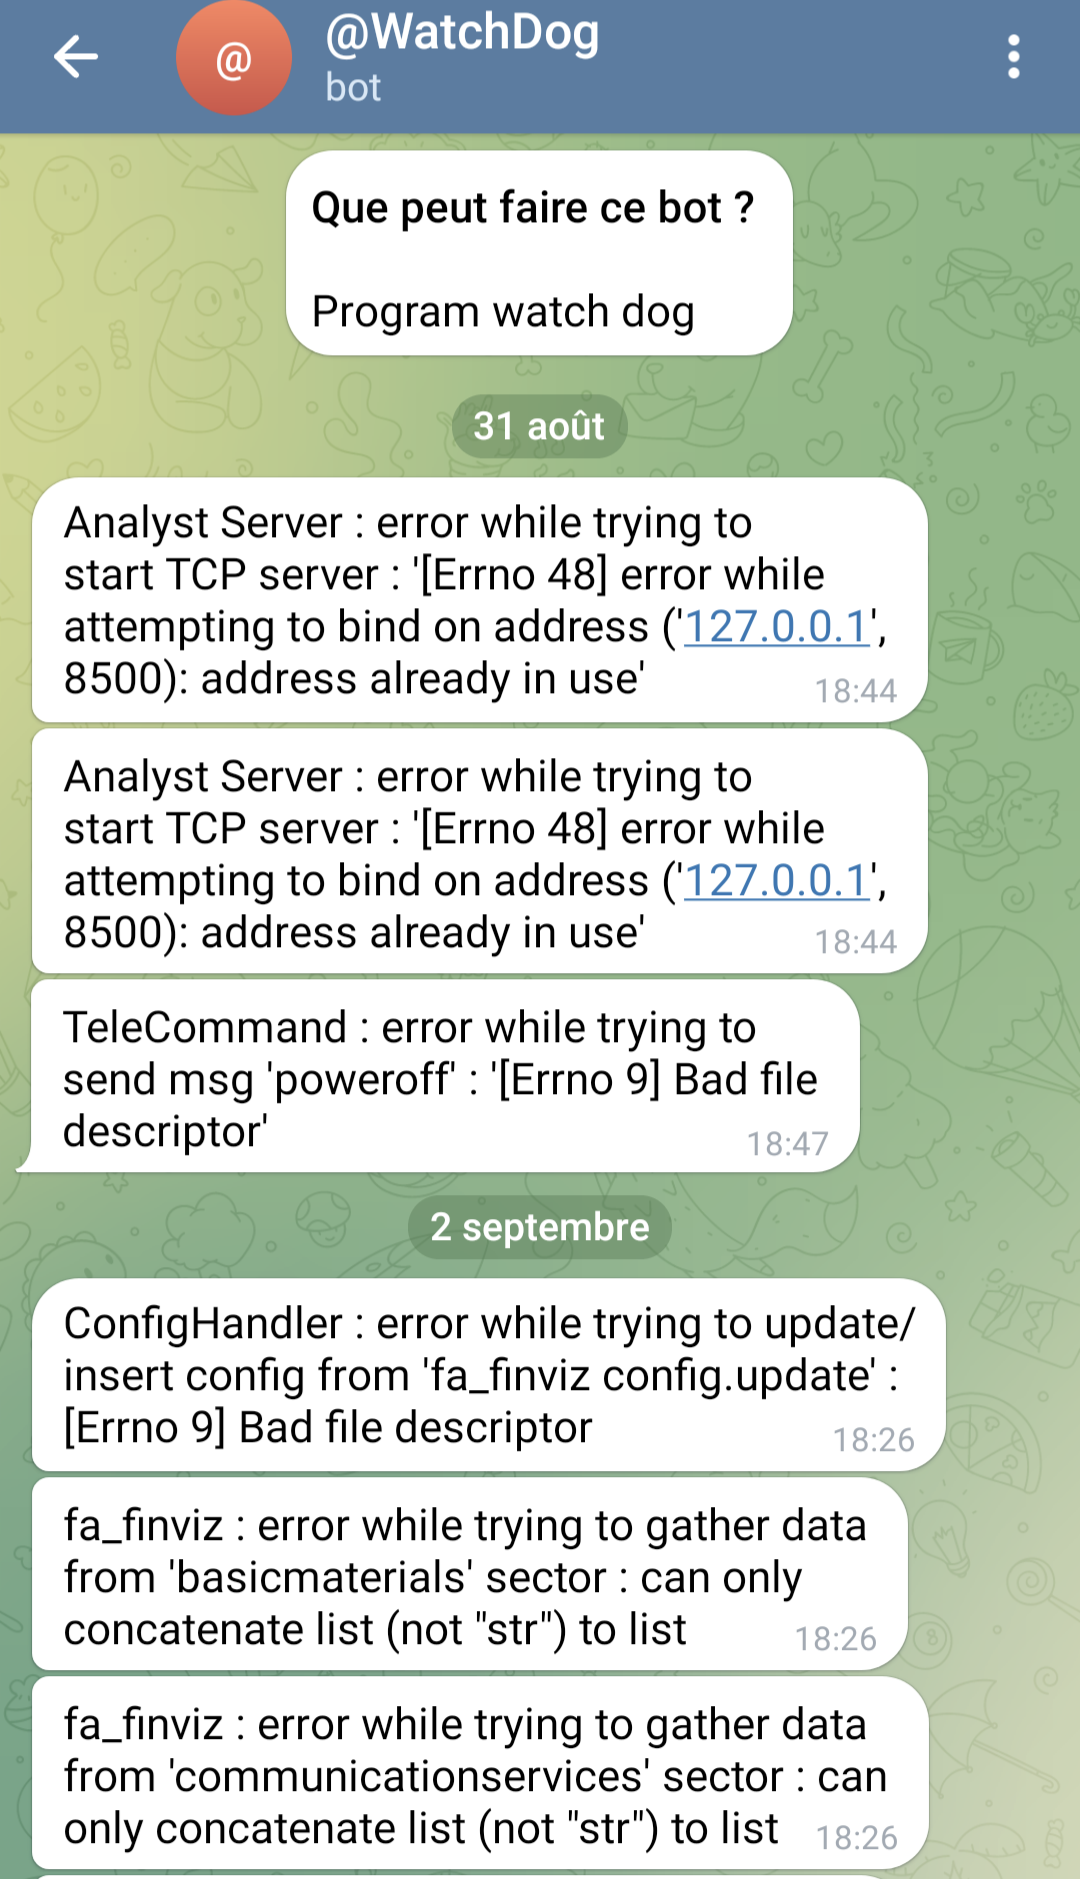 @WatchDog
@
bot
Que peut faire ce bot ?
Program watch dog
31 août
Analyst Server : error while trying to
start TCP server : '[Errno 48] error while
attempting to bind on address ('127.0.0.1',
8500): address already in use'
18:44
Analyst Server : error while trying to
start TCP server : '[Errno 48] error while
attempting to bind on address ('127.0.0.1',
8500): address already in use'
18:44
TeleCommand : error while trying to
send msg 'poweroff' : '[Errno 9] Bad file
descriptor'
18:47
2 septembre
ConfigHandler : error while trying to update/
insert config from 'fa_finviz config.update' :
[Errno 9] Bad file descriptor
18:26
fa_finviz : error while trying to gather data
from 'basicmaterials' sector : can only
concatenate list (not "str") to list
18:26
fa_finviz : error while trying to gather data
from 'communicationservices' sector : can
only concatenate list (not "str") to list
18:26